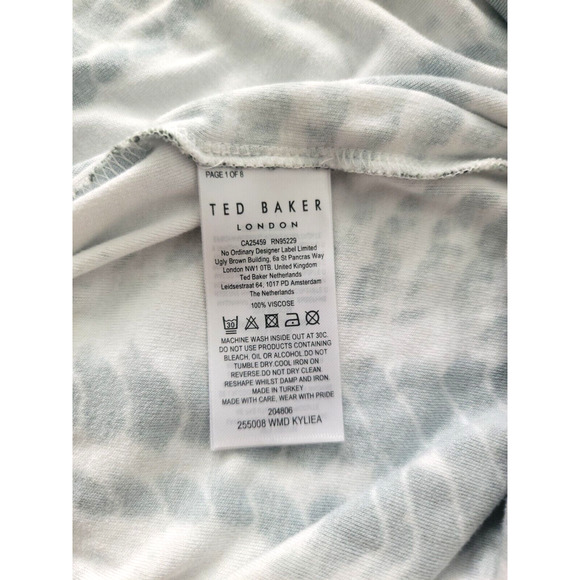 PAGE 1 OF 8
TED BAKER
LONDON
CA25459 RN95229
No Ordinary Designer Label Limited
Ugly Brown Building, 6a St Pancras Way
London NW1 0TB. United Kingdom
Ted Baker Netherlands
Leidsestraat 64, 1017 PD Amsterdam
The Netherlands
100% VISCOSE
30
MACHINE WASH INSIDE OUT AT 30C.
DO NOT USE PRODUCTS CONTAINING
BLEACH, OIL OR ALCOHOL.DO NOT
TUMBLE DRY.COOL IRON ON
REVERSE.DO NOT DRY CLEAN
RESHAPE WHILST DAMP AND IRON.
MADE IN TURKEY
MADE WITH CARE, WEAR WITH PRIDE
204806
255008 WMD KYLIEA